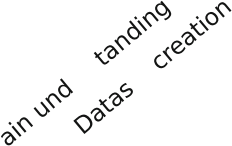 ain und
tanding
Datas
creation